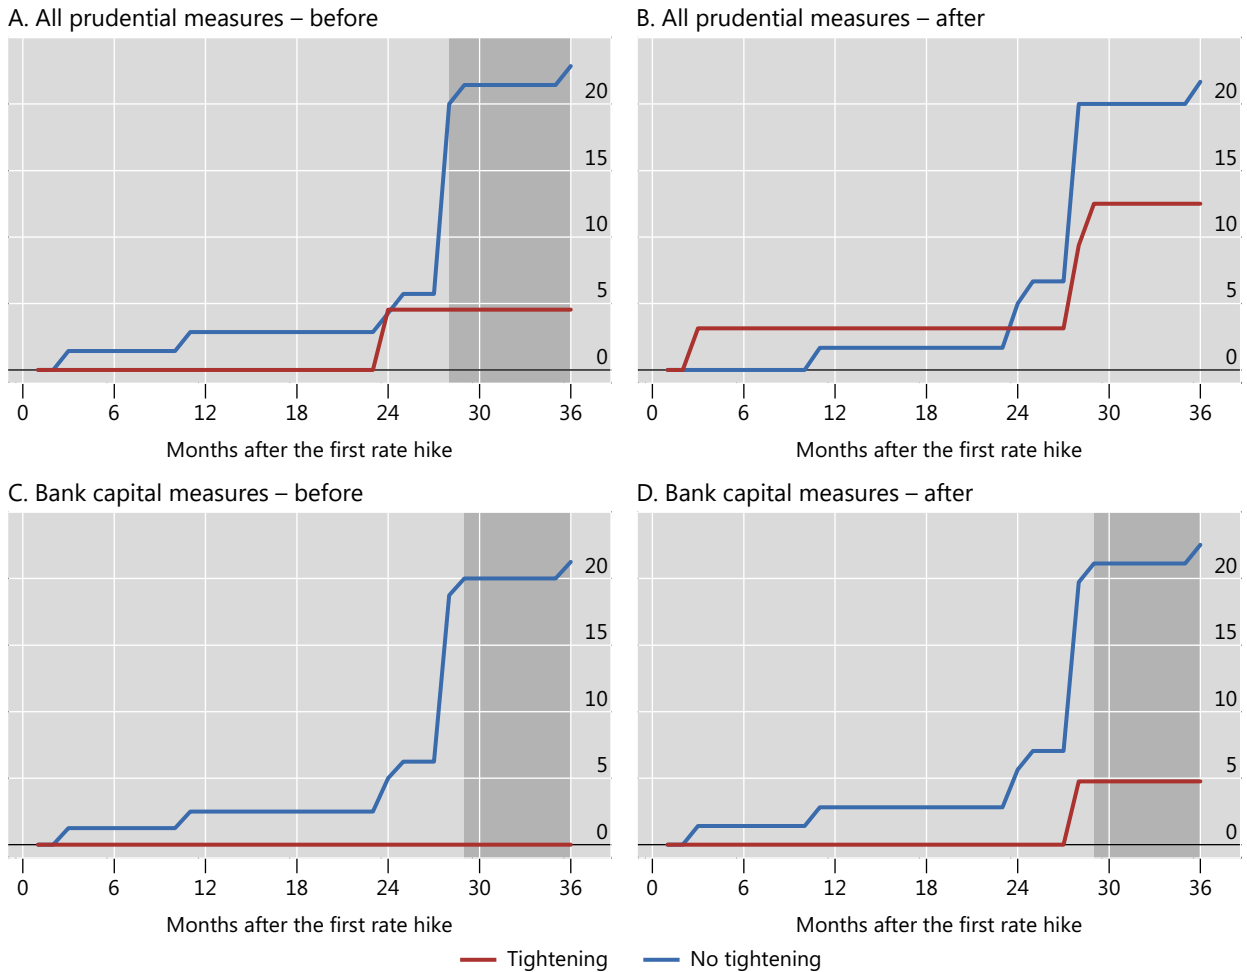 A. All prudential measures – before
20
15
10
5
0
0 6 12 18 24 30 36
Months after the first rate hike
B. All prudential measures – after
20
15
10
5
0
0 6 12 18 24 30 36
Months after the first rate hike
C. Bank capital measures – before
20
15
10
5
0
0 6 12 18 24 30 36
Months after the first rate hike
D. Bank capital measures – after
20
15
10
5
0
0 6 12 18 24 30 36
Months after the first rate hike
Tightening No tightening